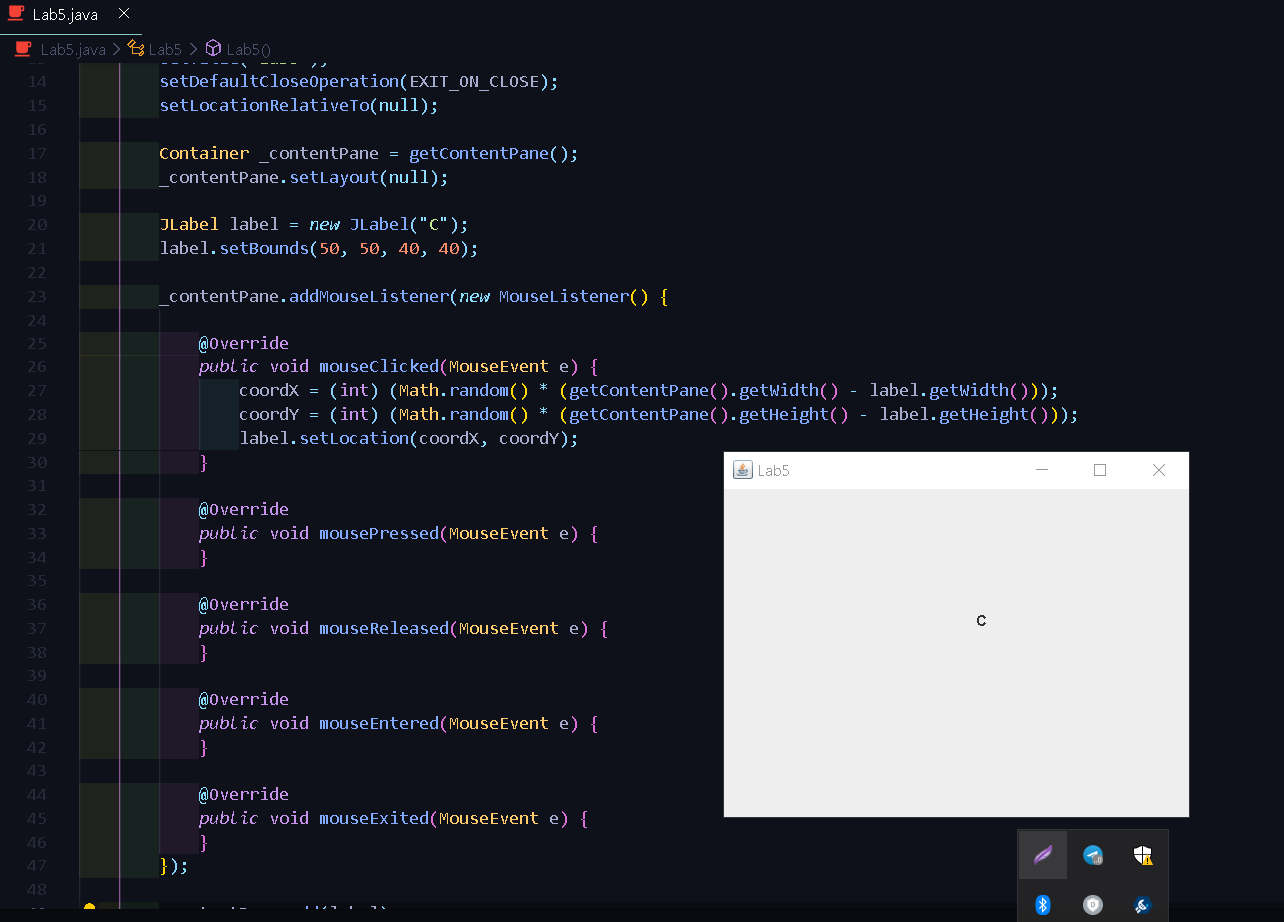 Lab5.java
Lab5.java > Lab5 > Lab5()
14 setDefaultCloseOperation(EXIT_ON_CLOSE);
15 setLocationRelativeTo(null);
16
17 Container _contentPane = getContentPane();
18 _contentPane.setLayout(null);
19
20 JLabel label = new JLabel("C");
21 label.setBounds(50, 50, 40, 40);
22
23 _contentPane.addMouseListener(new MouseListener() {
24
25 @Override
26 public void mouseClicked(MouseEvent e) {
27 coordX = (int) (Math.random() * (getContentPane().getWidth() - label.getWidth()));
28 coordY = (int) (Math.random() * (getContentPane().getHeight() - label.getHeight()));
29 label.setLocation(coordX, coordY);
30 }
31
32 @Override
33 public void mousePressed(MouseEvent e) {
34 }
35
36 @Override
37 public void mouseReleased(MouseEvent e) {
38 }
39
40 @Override
41 public void mouseEntered(MouseEvent e) {
42 }
43
44 @Override
45 public void mouseExited(MouseEvent e) {
46 }
47 });
48
Lab5
C